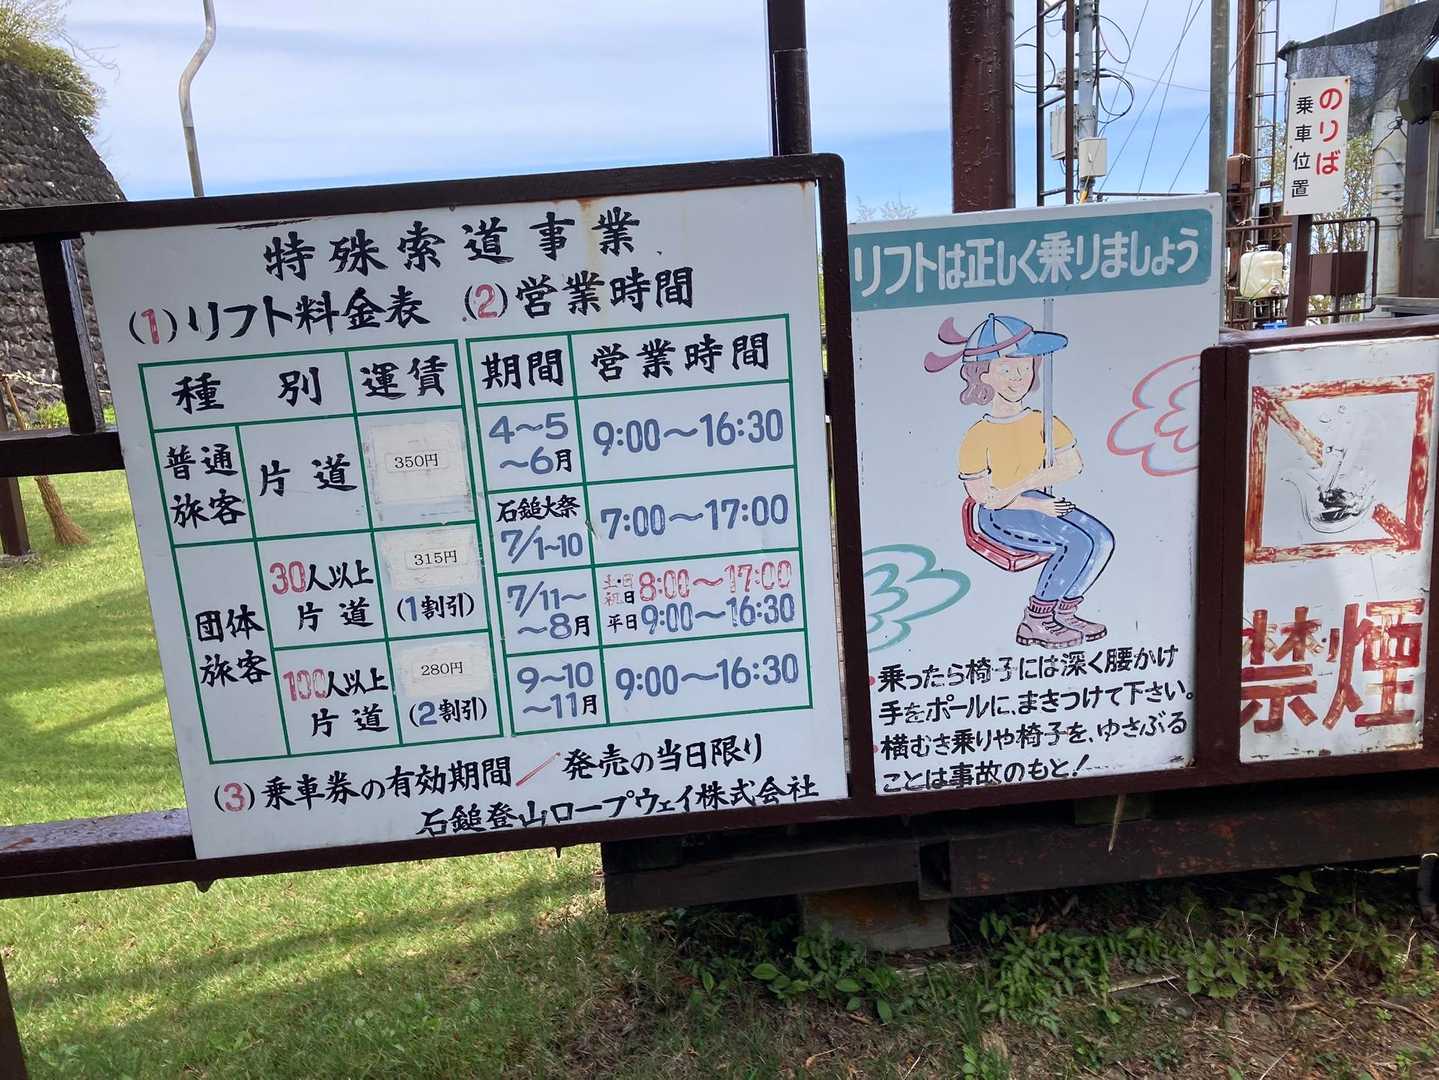 特殊索道事業
(1)リフト料金表 (2)営業時間
種別 運賃
普通旅客 片道 350円
団体旅客 30人以上片道 315円 (1割引)
100人以上片道 280円 (2割引)
期間 営業時間
4〜5〜6月 9:00〜16:30
石鎚大祭 7/1〜10 7:00〜17:00
7/11〜〜8月 土・日祝日 8:00〜17:00
平日 9:00〜16:30
9〜10〜11月 9:00〜16:30
(3)乗車券の有効期間/発売の当日限り
石鎚登山ロープウェイ株式会社
リフトは正しく乗りましょう
乗ったら椅子には深く腰かけ
手をポールに、まきつけて下さい。
横むき乗りや椅子を、ゆさぶる
ことは事故のもと!
のりば
乗車位置
禁煙